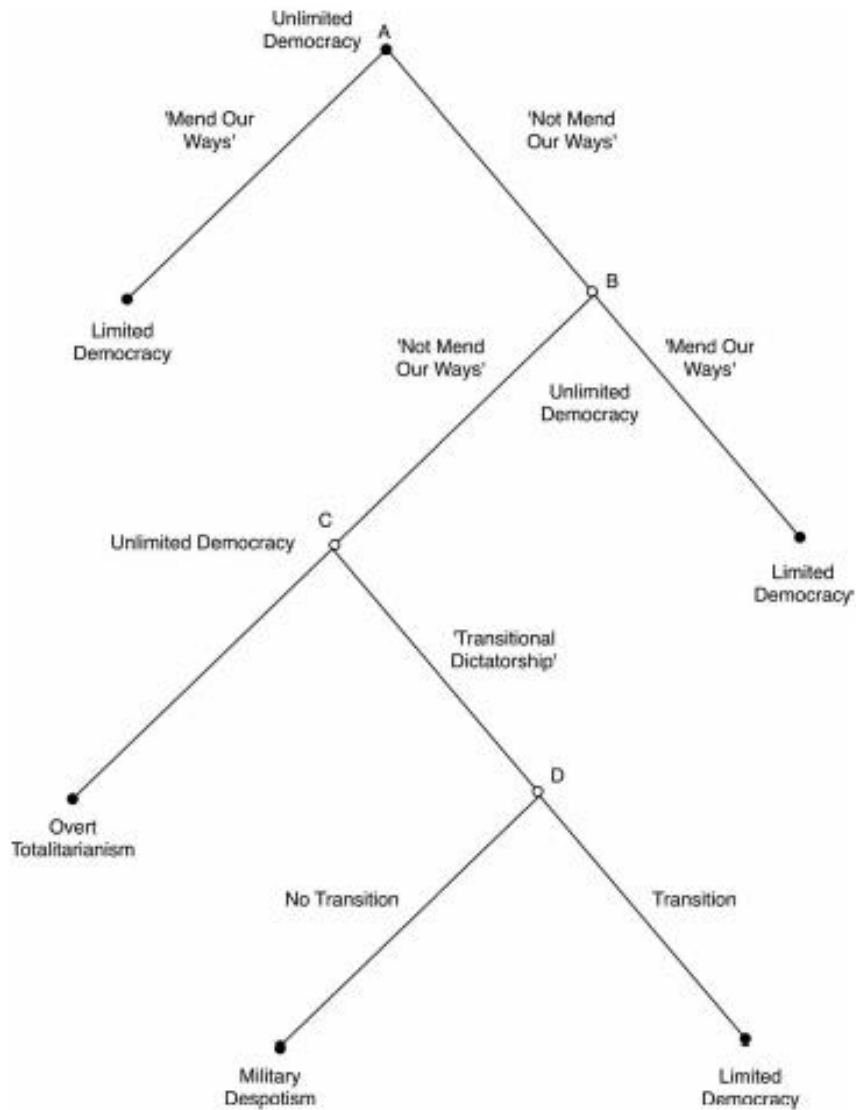 Unlimited
Democracy
A
'Mend Our
Ways'
'Not Mend
Our Ways'
B
Limited
Democracy
'Not Mend
Our Ways'
'Mend Our
Ways'
Unlimited
Democracy
C
Unlimited Democracy
Limited
Democracy'
'Transitional
Dictatorship'
D
Overt
Totalitarianism
No Transition
Transition
Military
Despotism
Limited
Democracy